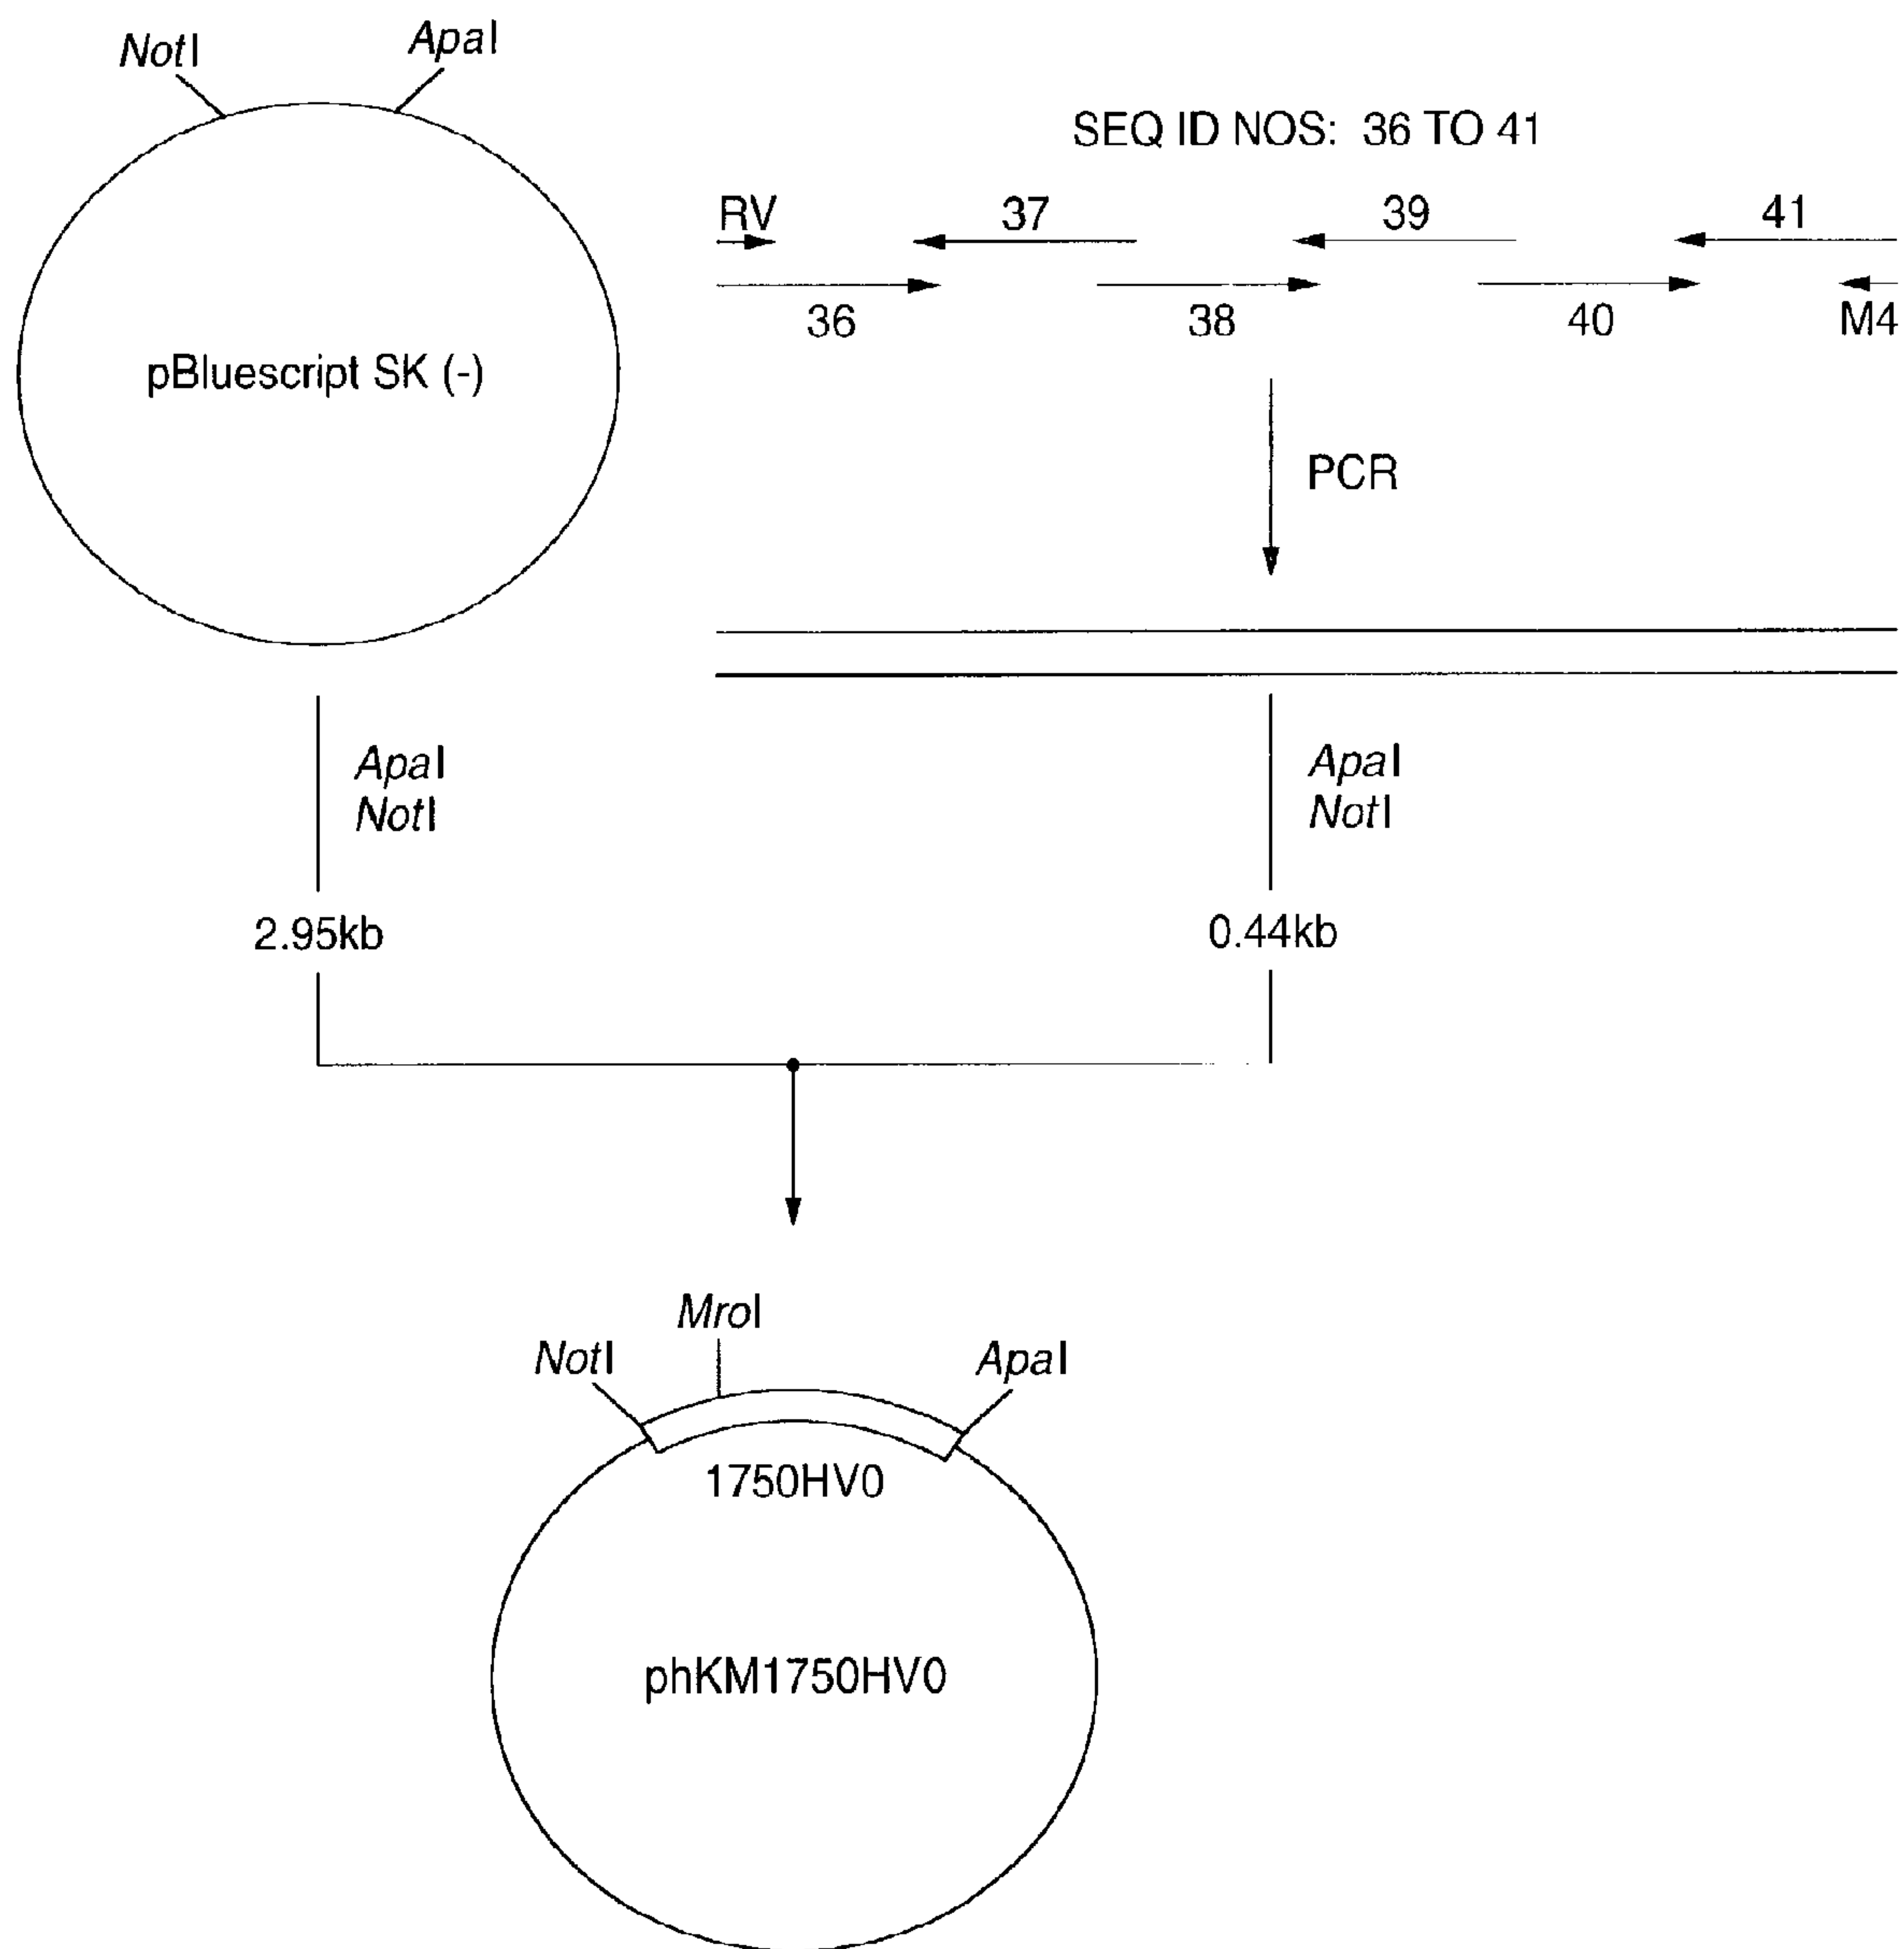 NotI
ApaI
pBluescript SK (-)
SEQ ID NOS: 36 TO 41
RV
37
39
41
36
38
40
M4
PCR
ApaI
NotI
ApaI
NotI
2.95kb
0.44kb
MroI
NotI
ApaI
1750HV0
phKM1750HV0